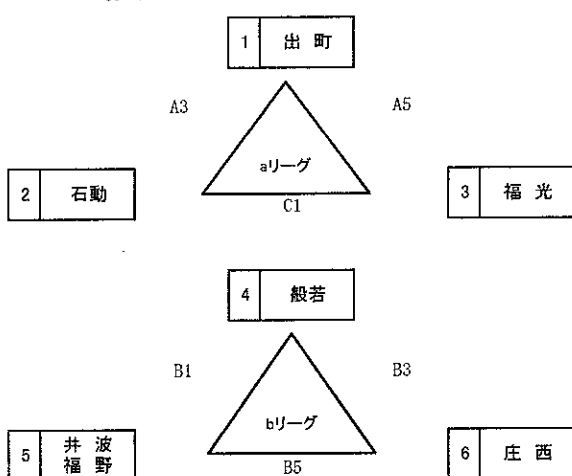 1 出 町
A3 A5
aリーグ
2 石動
C1
3 福 光
4 般若
B1 B3
bリーグ
5 井 波
福 野
B5
6 庄 西